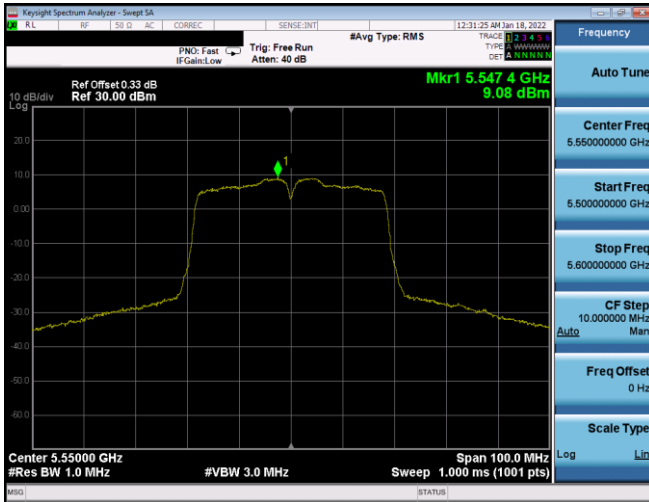 Keysight Spectrum Analyzer - Swept SA
RL RF 50 Ω AC CORREC SENSE:INT 12:31:25 AM Jan 18, 2022
#Avg Type: RMS
TRACE 1 2 3 4 5 6
TYPE A WWWWW
DET A N N N N N
PNO: Fast
IFGain:Low
Trig: Free Run
Atten: 40 dB
Frequency
Mkr1 5.547 4 GHz
9.08 dBm
Ref Offset 0.33 dB
Ref 30.00 dBm
10 dB/div
Log
20.0
10.0
0.00
-10.0
-20.0
-30.0
-40.0
-50.0
-60.0
1
Center 5.55000 GHz
#Res BW 1.0 MHz
#VBW 3.0 MHz
Span 100.0 MHz
Sweep 1.000 ms (1001 pts)
MSG
STATUS
Auto Tune
Center Freq
5.550000000 GHz
Start Freq
5.500000000 GHz
Stop Freq
5.600000000 GHz
CF Step
10.000000 MHz
Auto Man
Freq Offset
0 Hz
Scale Type
Log Lin